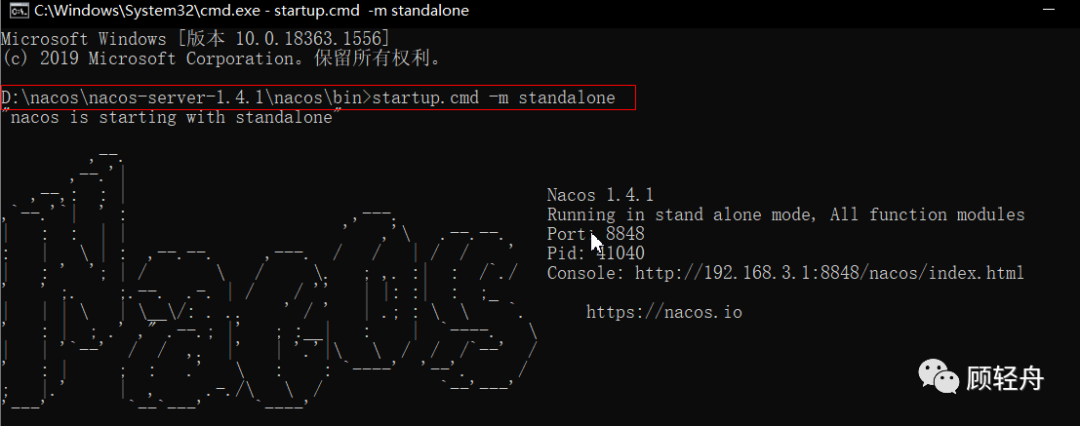 C:\Windows\System32\cmd.exe - startup.cmd -m standalone
Microsoft Windows [版本 10.0.18363.1556]
(c) 2019 Microsoft Corporation。保留所有权利。
D:\nacos\nacos-server-1.4.1\nacos\bin>startup.cmd -m standalone
"nacos is starting with standalone"
Nacos 1.4.1
Running in stand alone mode, All function modules
Port: 8848
Pid: 41040
Console: http://192.168.3.1:8848/nacos/index.html
https://nacos.io
顾轻舟